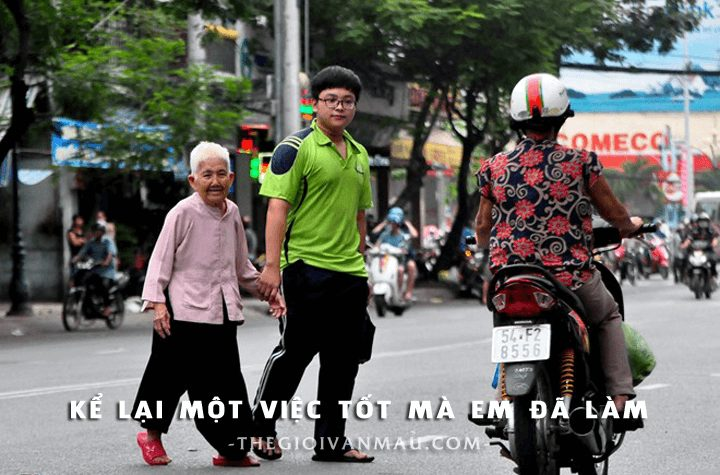 COMECO
54-F2
8556
KỂ LẠI MỘT VIỆC TỐT MÀ EM ĐÃ LÀM
-THEGIOIVANMAU.COM-